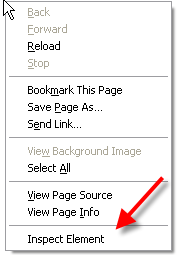 Back
Forward
Reload
Stop
Bookmark This Page
Save Page As...
Send Link...
View Background Image
Select All
View Page Source
View Page Info
Inspect Element